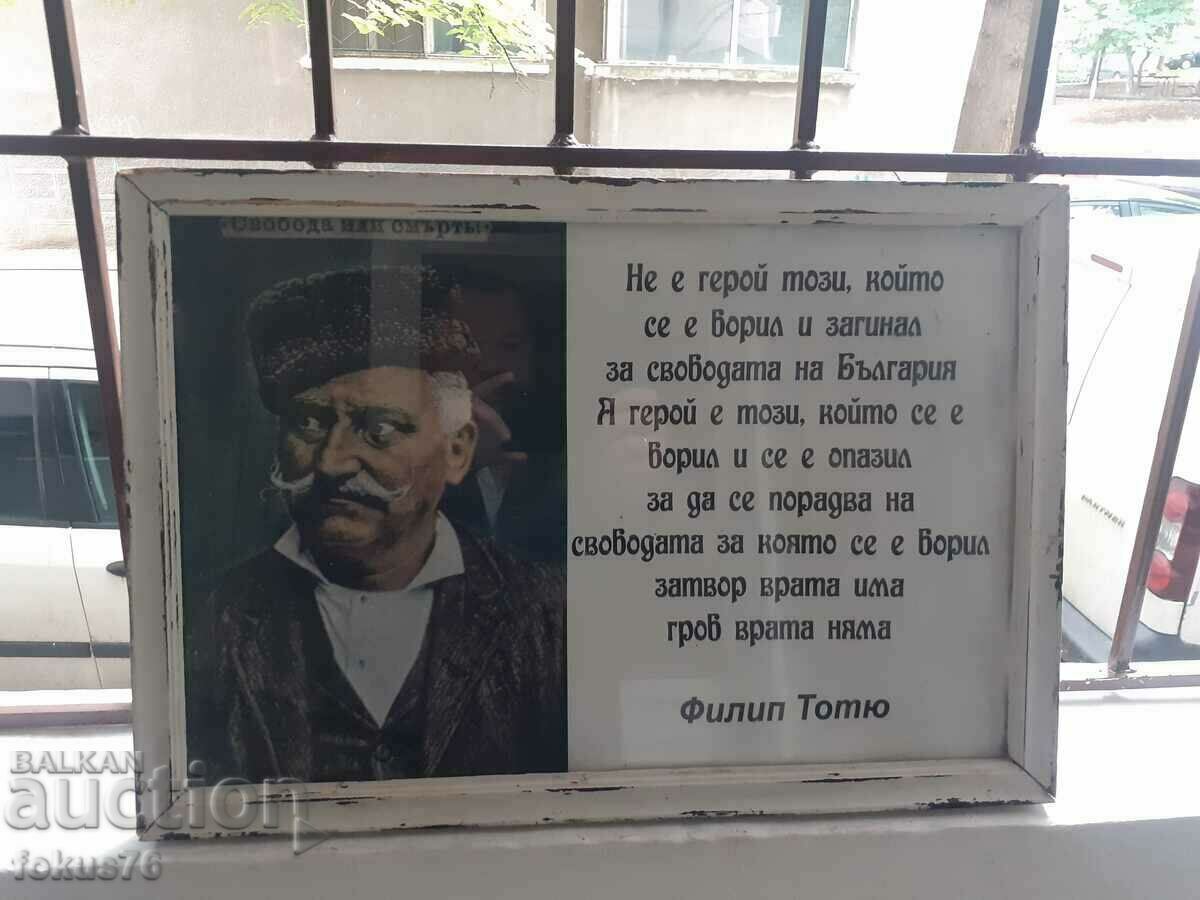 «Свобода или смърть!»
Не е герой този, който
се е борил и загинал
за свободата на България
Я герой е този, който се е
борил и се е опазил
за да се порадва на
свободата за която се е борил
затвор врата има
гроб врата няма
Филип Тотю
PARTNER
BALKAN
auction
fokus76